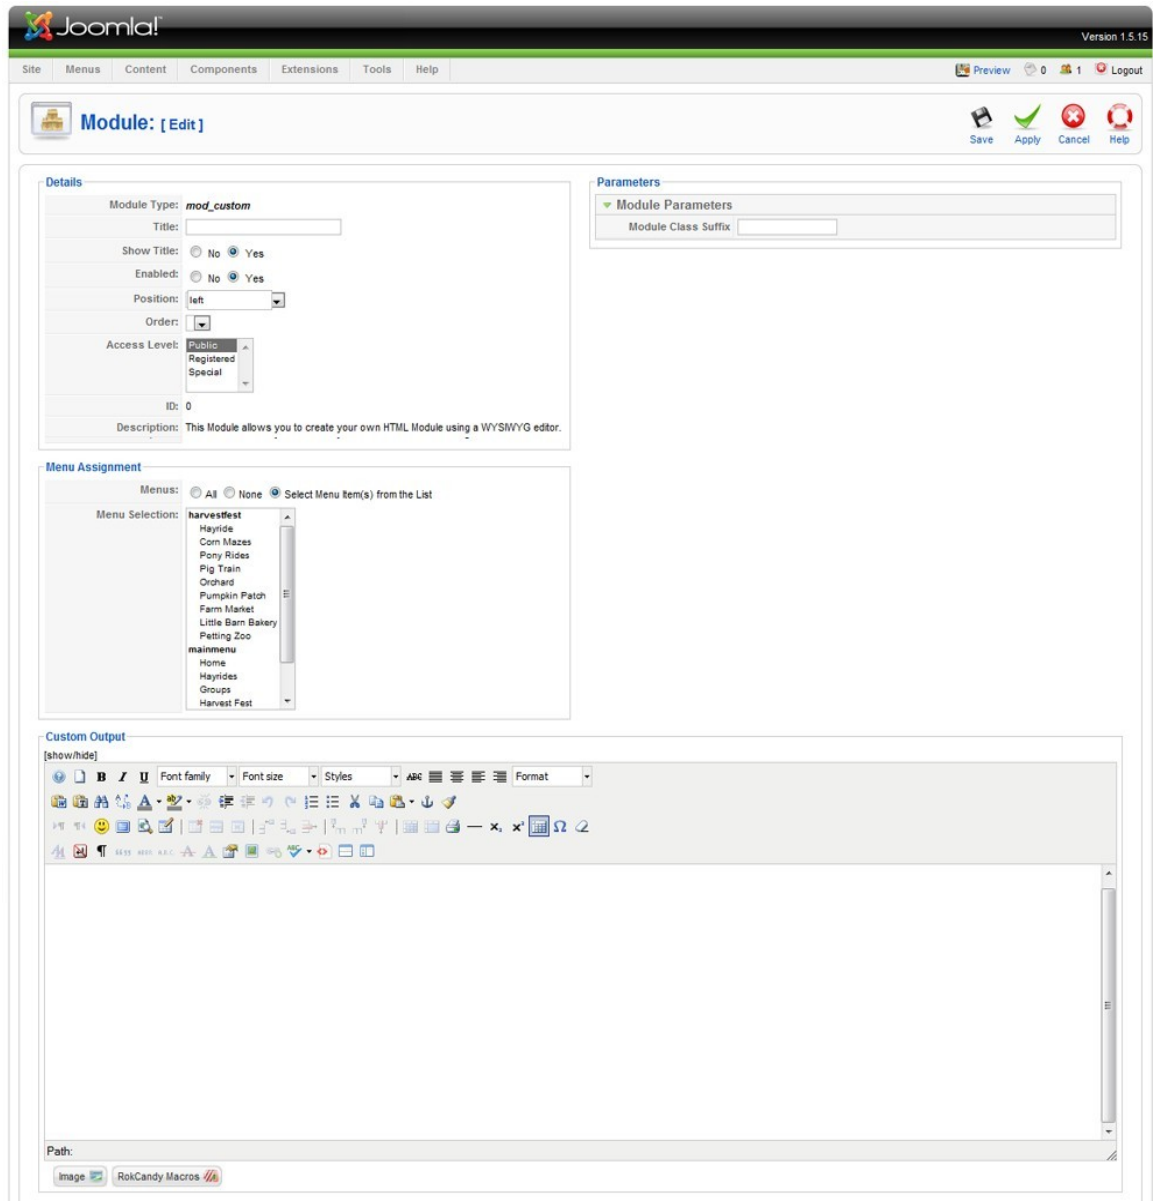 Joomla!
Version 1.5.15
Site Menus Content Components Extensions Tools Help Preview 0 1 Logout
Module: [ Edit ]
Save Apply Cancel Help
Details
Module Type: mod_custom
Title:
Show Title: No Yes
Enabled: No Yes
Position: left
Order:
Access Level: Public
Registered
Special
ID: 0
Description: This Module allows you to create your own HTML Module using a WYSIWYG editor.
Parameters
Module Parameters
Module Class Suffix
Menu Assignment
Menus: All None Select Menu Item(s) from the List
Menu Selection: harvestfest
Hayride
Corn Mazes
Pony Rides
Pig Train
Orchard
Pumpkin Patch
Farm Market
Little Barn Bakery
Petting Zoo
mainmenu
Home
Hayrides
Groups
Harvest Fest
Custom Output
[show/hide]
B I U Font family Font size Styles ABC Format
Path:
Image RokCandy Macros